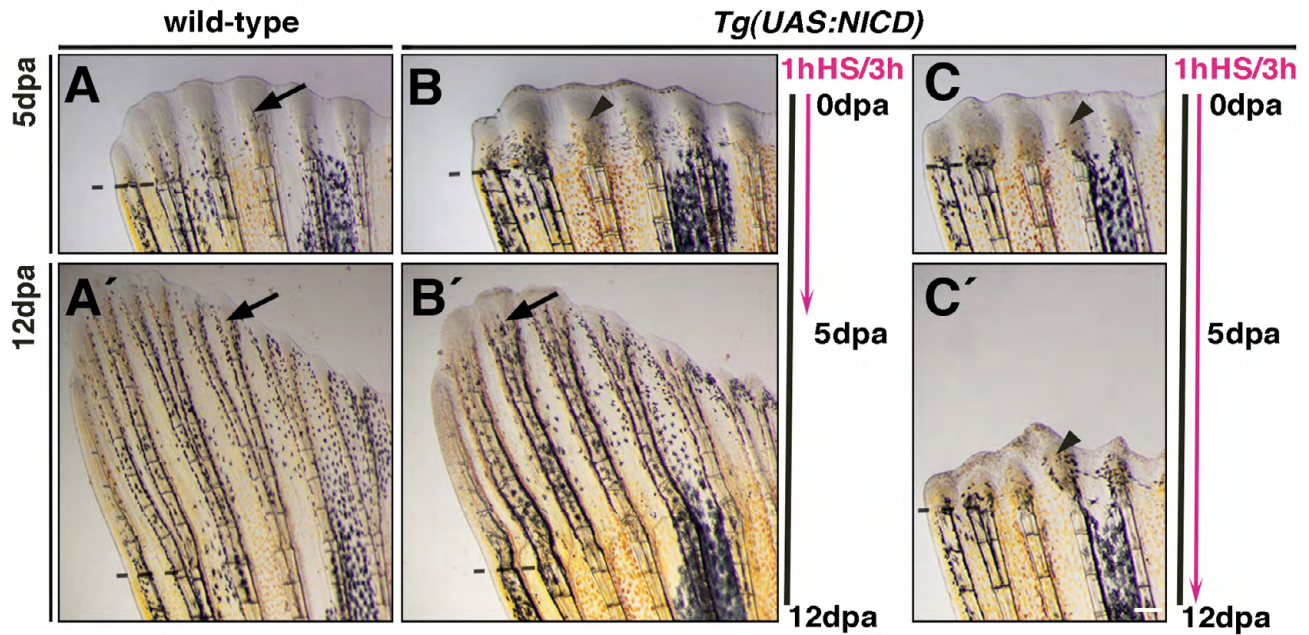 wild-type
Tg(UAS:NICD)
5dpa
A
B
1hHS/3h
0dpa
C
1hHS/3h
0dpa
12dpa
A´
B´
5dpa
12dpa
C´
5dpa
12dpa